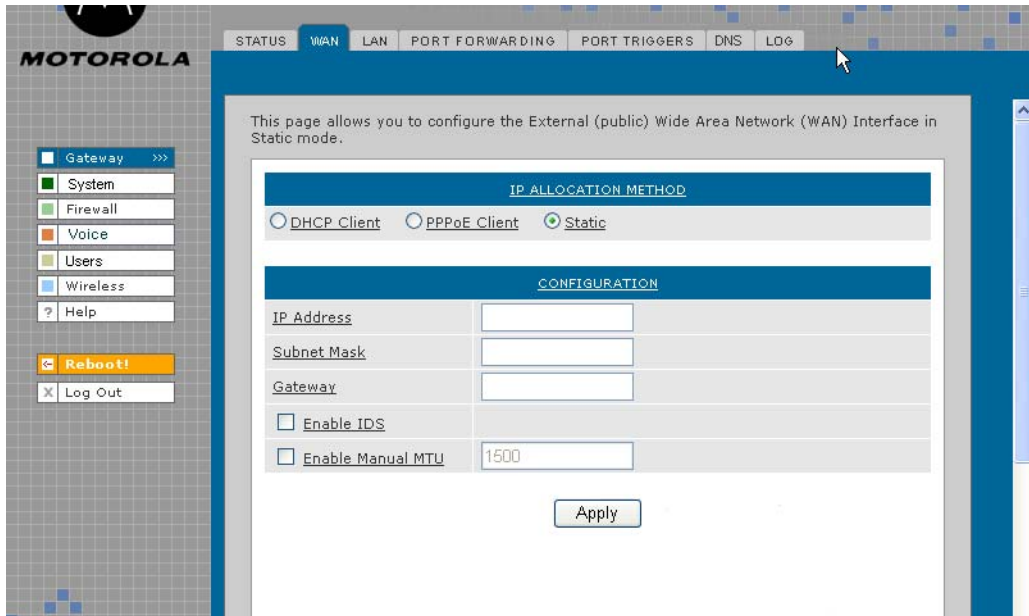 MOTOROLA
STATUS WAN LAN PORT FORWARDING PORT TRIGGERS DNS LOG
Gateway >>>
System
Firewall
Voice
Users
Wireless
? Help
Reboot!
X Log Out
This page allows you to configure the External (public) Wide Area Network (WAN) Interface in
Static mode.
IP ALLOCATION METHOD
DHCP Client PPPoE Client Static
CONFIGURATION
IP Address
Subnet Mask
Gateway
Enable IDS
Enable Manual MTU 1500
Apply